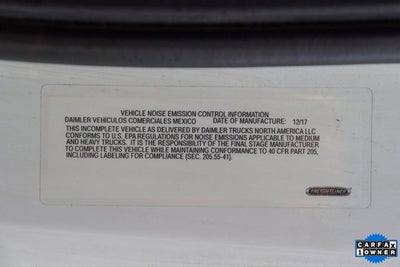 VEHICLE NOISE EMISSION CONTROL INFORMATION
DAIMLER VEHICULOS COMERCIALES MEXICO DATE OF MANUFACTURE: 12/17
THIS INCOMPLETE VEHICLE AS DELIVERED BY DAIMLER TRUCKS NORTH AMERICA LLC
CONFORMS TO U.S. EPA REGULATIONS FOR NOISE EMISSIONS APPLICABLE TO MEDIUM
AND HEAVY TRUCKS. IT IS THE RESPONSIBILITY OF THE FINAL STAGE MANUFACTURER
TO COMPLETE THIS VEHICLE WHILE MAINTAINING CONFORMANCE TO 40 CFR PART 205,
INCLUDING LABELING FOR COMPLIANCE (SEC. 205.55-41).
FREIGHTLINER
CARFAX
1 OWNER